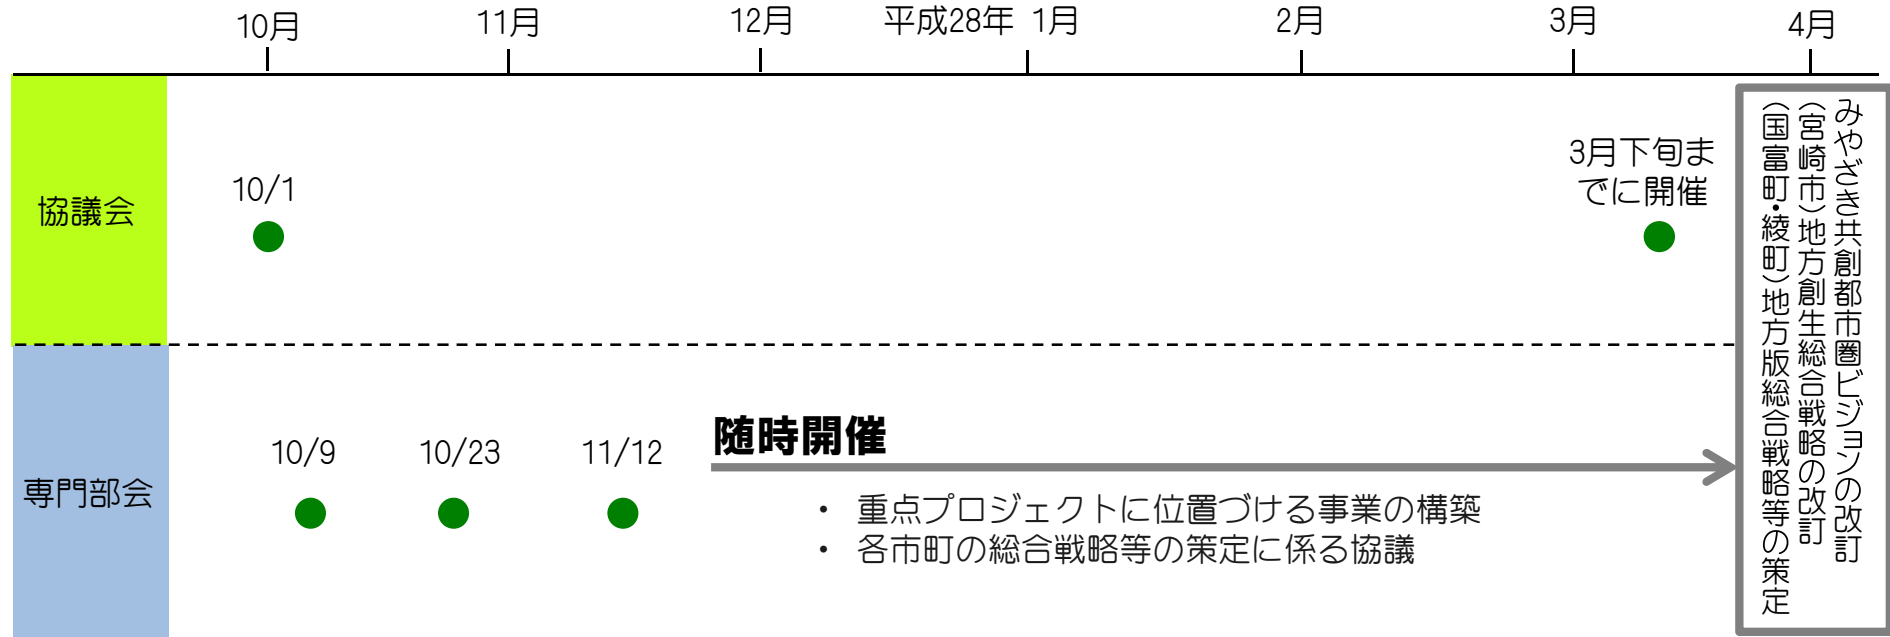 10月
11月
12月
平成28年 1月
2月
3月
4月
協議会
10/1
3月下旬ま
でに開催
専門部会
10/9
10/23
11/12
随時開催
・ 重点プロジェクトに位置づける事業の構築
・ 各市町の総合戦略等の策定に係る協議
みやざき共創都市圏ビジョンの改訂
(宮崎市)地方創生総合戦略の改訂
(国富町・綾町)地方版総合戦略等の策定